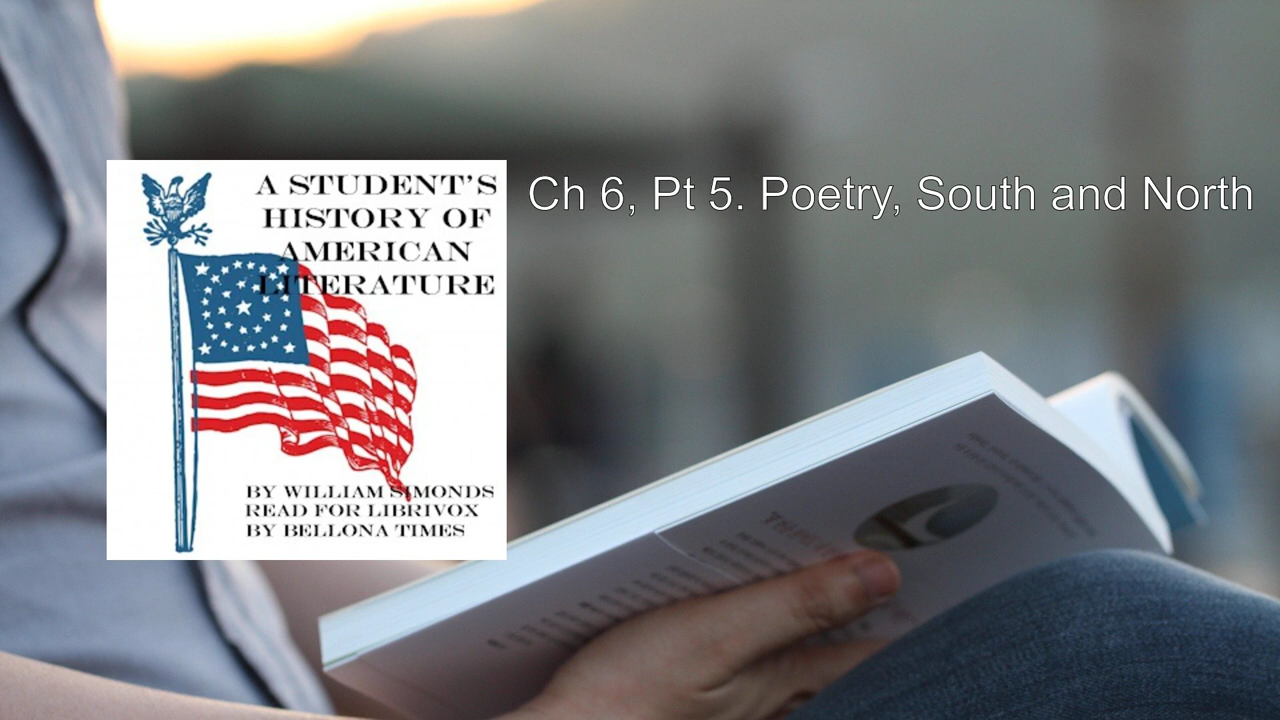 A STUDENT'S
HISTORY OF
AMERICAN
LITERATURE
Ch 6, Pt 5. Poetry, South and North
BY WILLIAM SIMONDS
READ FOR LIBRIVOX
BY BELLONA TIMES